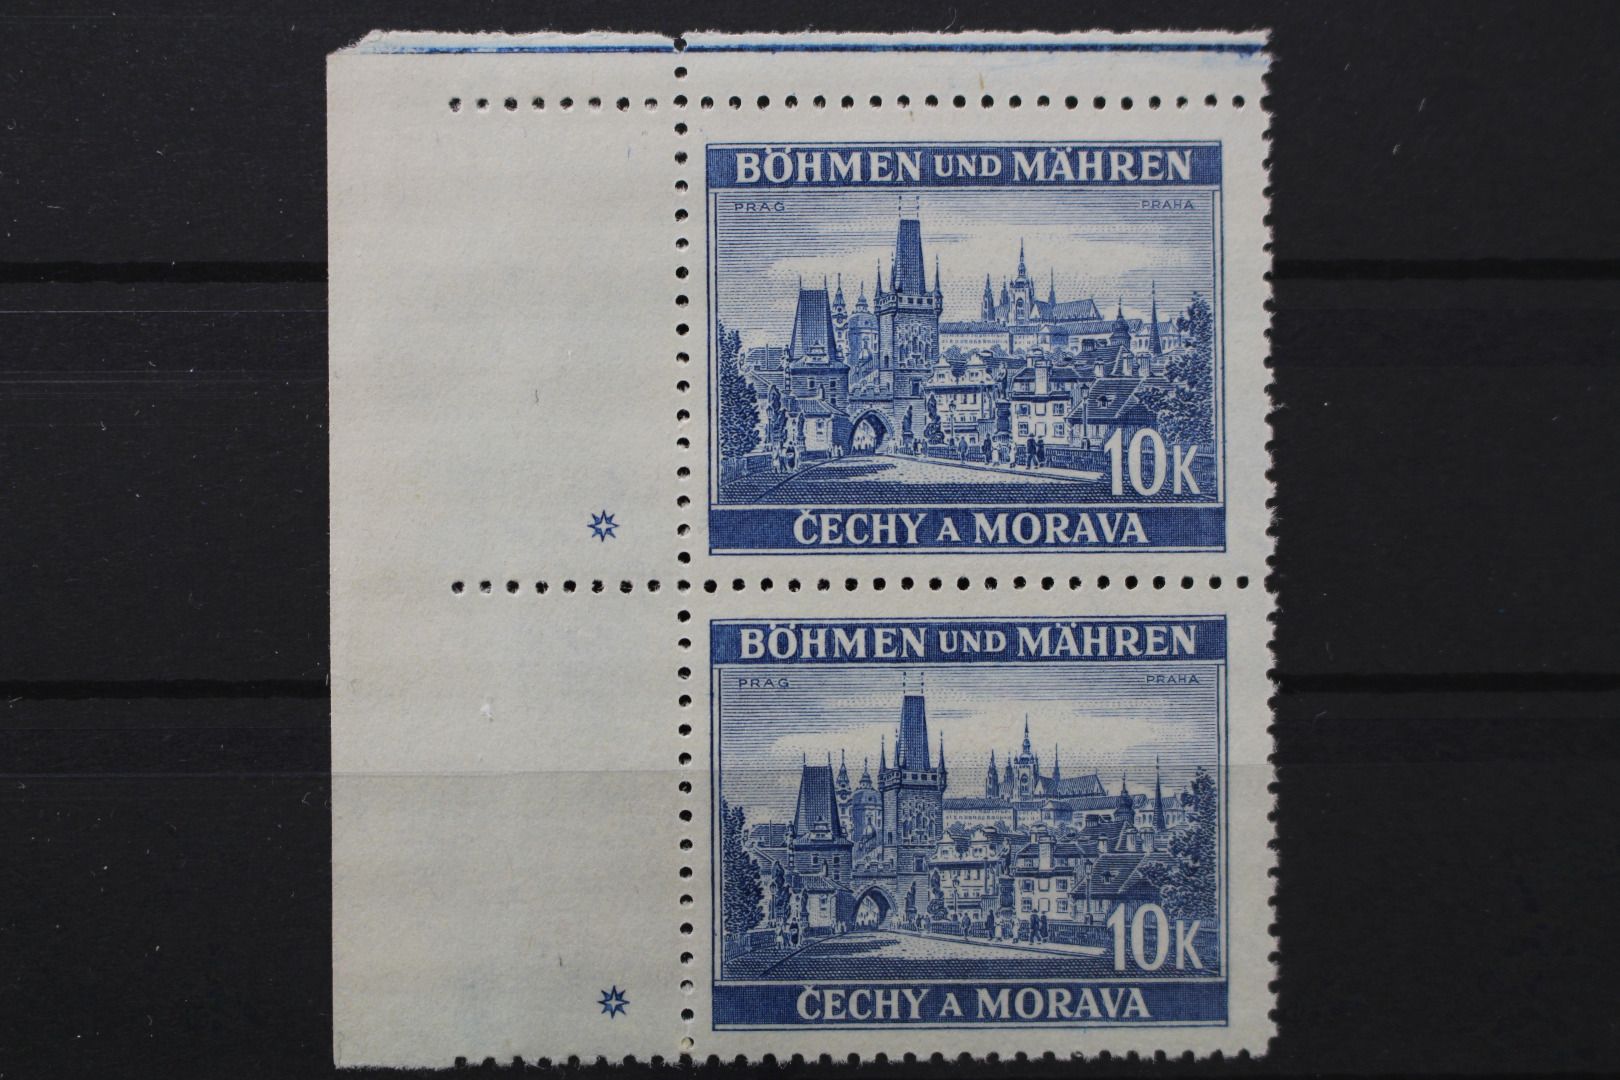 BÖHMEN UND MÄHREN
PRAG PRAHA
10K
ČECHY A MORAVA
BÖHMEN UND MÄHREN
PRAG PRAHA
10K
ČECHY A MORAVA